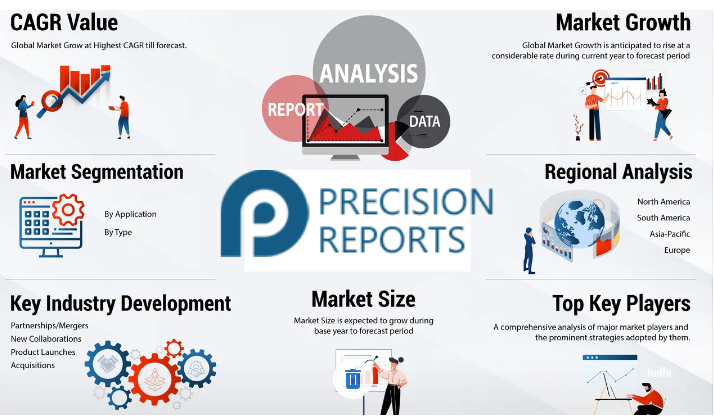 CAGR Value
Global Market Grow at Highest CAGR till forecast.
ANALYSIS
REPORT
DATA
Market Growth
Global Market Growth is anticipated to rise at a
considerable rate during current year to forecast period
Market Segmentation
By Application
By Type
PRECISION
REPORTS
Regional Analysis
North America
South America
Asia-Pacific
Europe
Key Industry Development
Partnerships/Mergers
New Collaborations
Product Launches
Acquisitions
Market Size
Market Size is expected to grow during
base year to forecast period
Top Key Players
A comprehensive analysis of major market players and
the prominent strategies adopted by them.